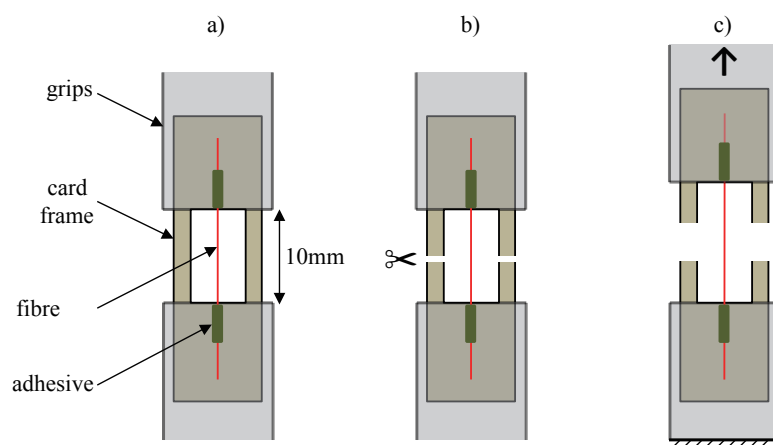 a)
b)
c)
grips
card
frame
10mm
fibre
adhesive